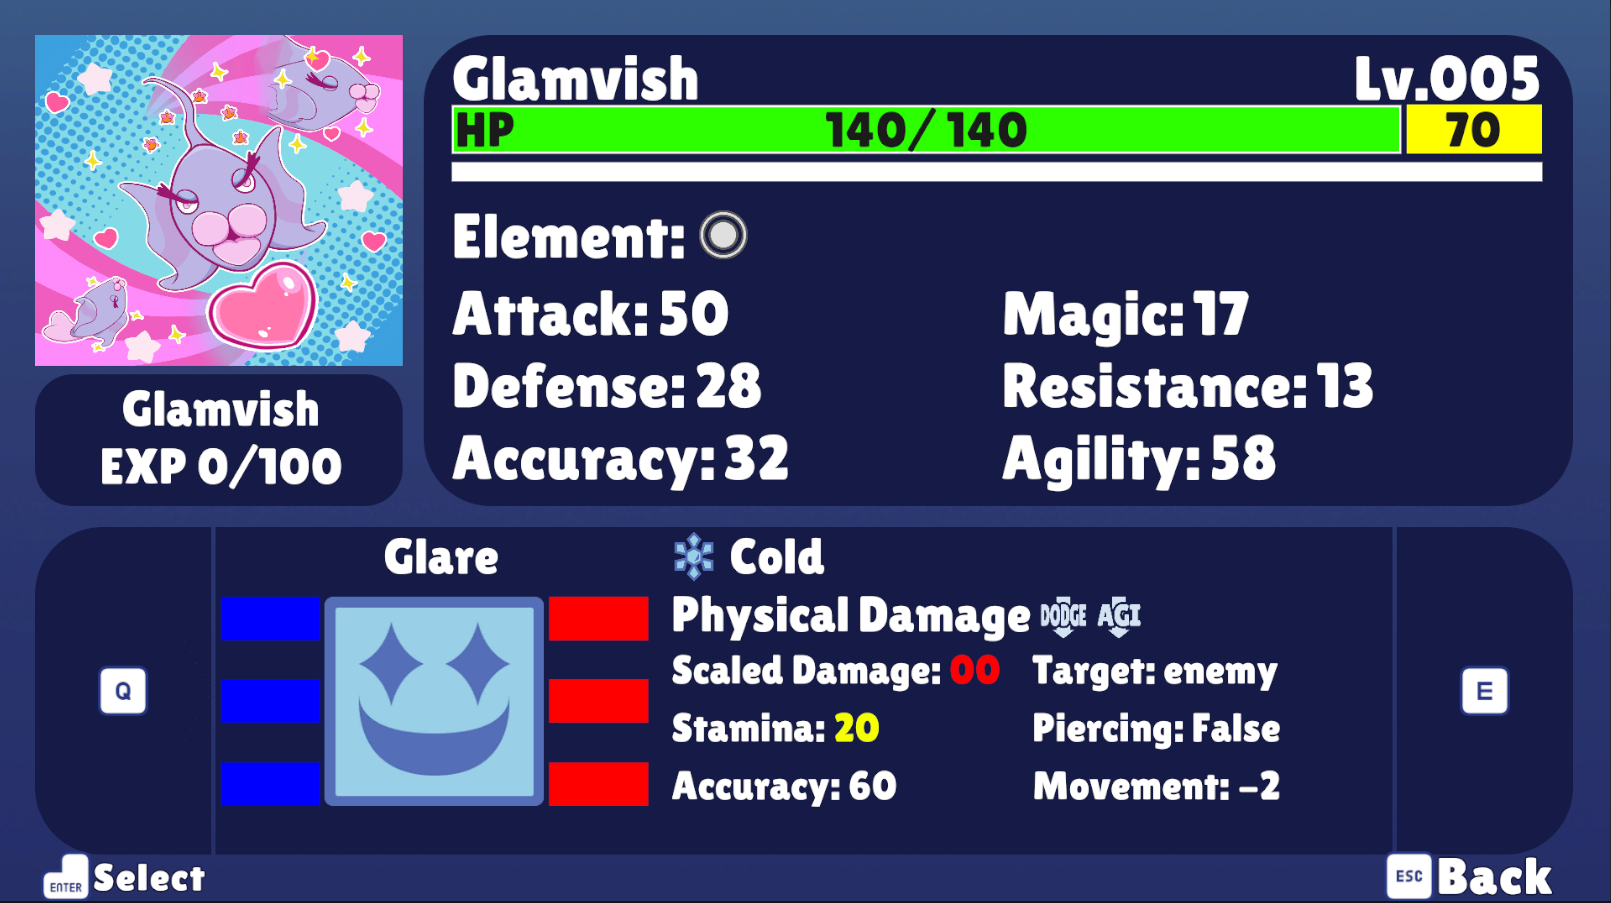 Glamvish Lv.005
HP 140/140 70
Element:
Attack: 50 Magic: 17
Defense: 28 Resistance: 13
Accuracy: 32 Agility: 58
Glamvish
EXP 0/100
Q
Glare
Cold
Physical Damage DODGE AGI
Scaled Damage: 00 Target: enemy
Stamina: 20 Piercing: False
Accuracy: 60 Movement: -2
E
ENTER Select
ESC Back